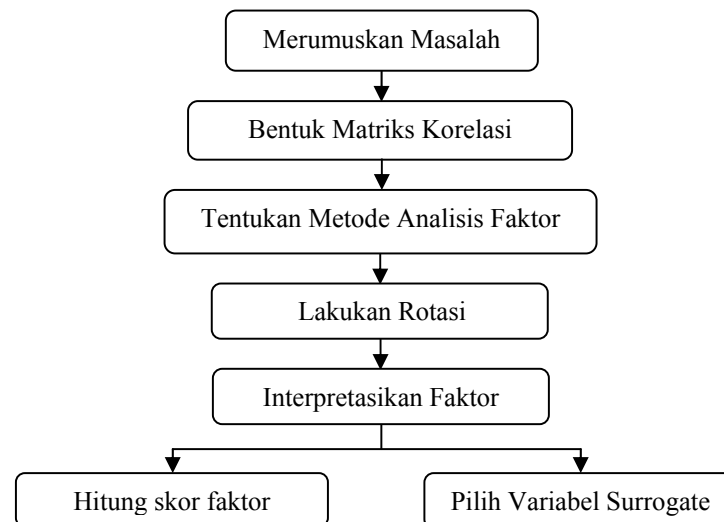 Merumuskan Masalah
Bentuk Matriks Korelasi
Tentukan Metode Analisis Faktor
Lakukan Rotasi
Interpretasikan Faktor
Hitung skor faktor
Pilih Variabel Surrogate